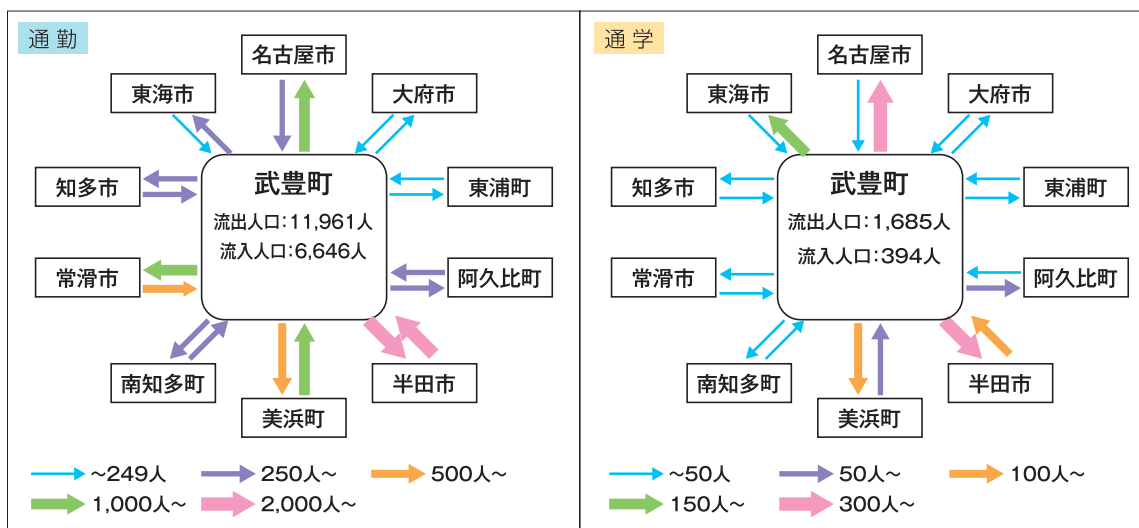 通 勤
名古屋市
東海市
大府市
武豊町
流出人口：11,961人
流入人口：6,646人
知多市
東浦町
常滑市
阿久比町
南知多町
半田市
美浜町
～249人
250人～
500人～
1,000人～
2,000人～
通 学
名古屋市
東海市
大府市
武豊町
流出人口：1,685人
流入人口：394人
知多市
東浦町
常滑市
阿久比町
南知多町
半田市
美浜町
～50人
50人～
100人～
150人～
300人～